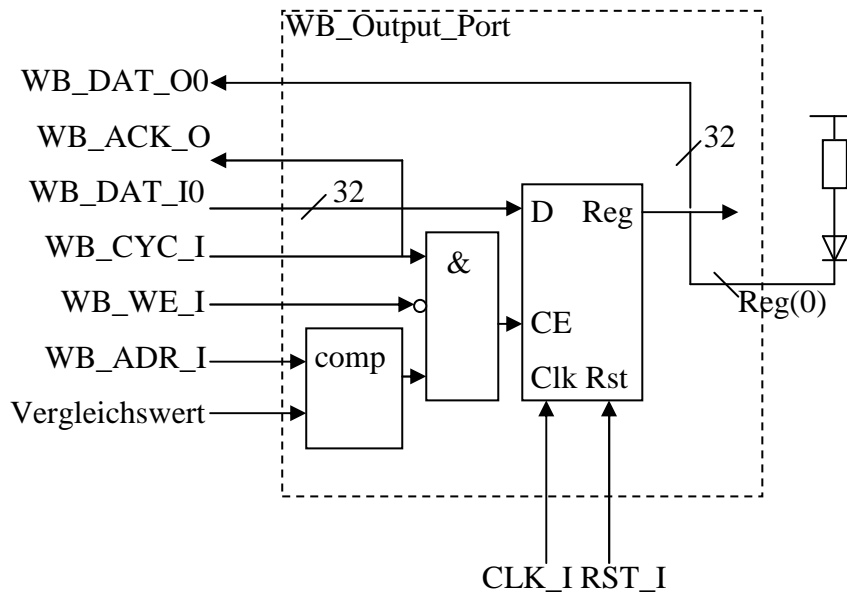 WB_Output_Port
WB_DAT_O0
WB_ACK_O
32
WB_DAT_I0
32
D Reg
WB_CYC_I
&
WB_WE_I
Reg(0)
CE
WB_ADR_I
comp
Clk Rst
Vergleichswert
CLK_I RST_I